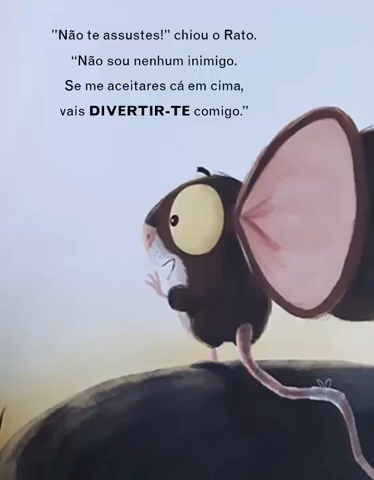 "Não te assustes!" chiou o Rato.
“Não sou nenhum inimigo.
Se me aceitares cá em cima,
vais DIVERTIR-TE comigo.”